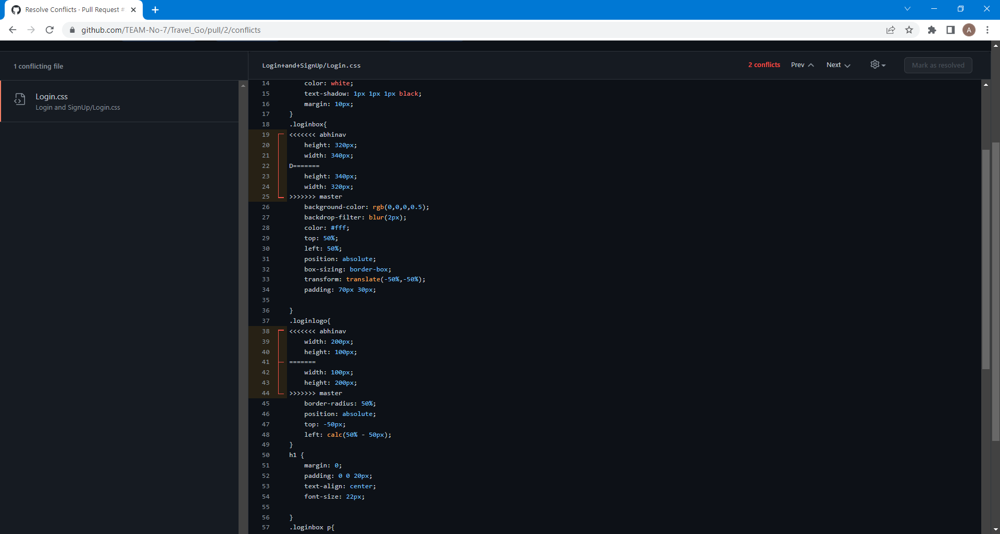 Resolve Conflicts · Pull Request #
github.com/TEAM-No-7/Travel_Go/pull/2/conflicts
A
1 conflicting file
Login+and+SignUp/Login.css
2 conflicts
Prev
Next
Mark as resolved
Login.css
Login and SignUp/Login.css
14 color: white;
15 text-shadow: 1px 1px 1px black;
16 margin: 10px;
17 }
18 .loginbox{
19 <<<<<<< abhinav
20 height: 320px;
21 width: 340px;
22 D=======
23 height: 340px;
24 width: 320px;
25 >>>>>>> master
26 background-color: rgb(0,0,0,0.5);
27 backdrop-filter: blur(2px);
28 color: #fff;
29 top: 50%;
30 left: 50%;
31 position: absolute;
32 box-sizing: border-box;
33 transform: translate(-50%,-50%);
34 padding: 70px 30px;
35
36 }
37 .loginlogo{
38 <<<<<<< abhinav
39 width: 200px;
40 height: 100px;
41 =======
42 width: 100px;
43 height: 200px;
44 >>>>>>> master
45 border-radius: 50%;
46 position: absolute;
47 top: -50px;
48 left: calc(50% - 50px);
49 }
50 h1 {
51 margin: 0;
52 padding: 0 0 20px;
53 text-align: center;
54 font-size: 22px;
55
56 }
57 .loginbox p{